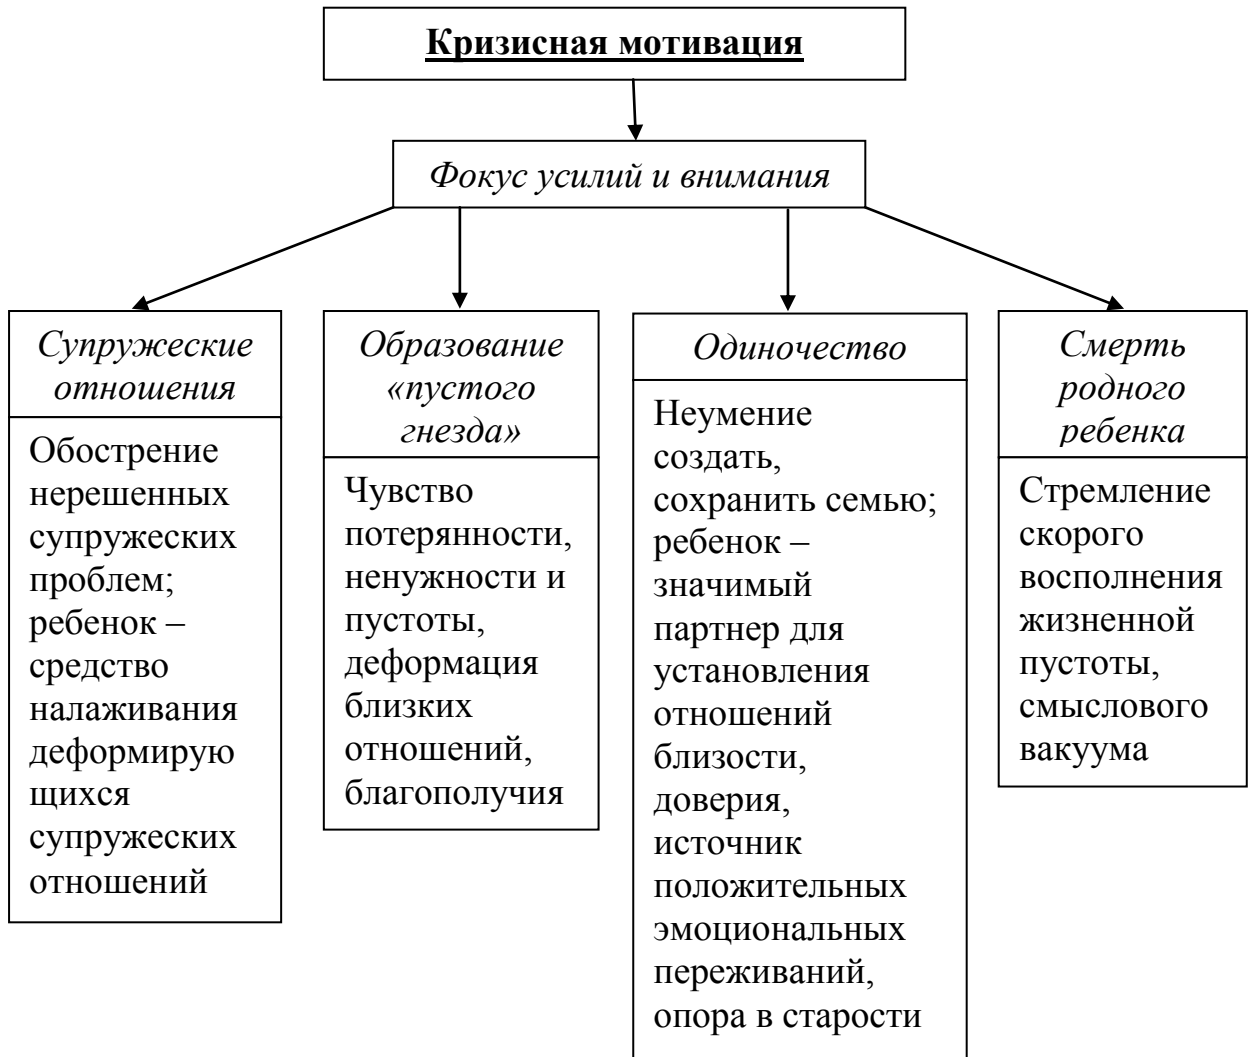 Кризисная мотивация
Фокус усилий и внимания
Супружеские
отношения
Обострение
нерешенных
супружеских
проблем;
ребенок –
средство
налаживания
деформирую
щихся
супружеских
отношений
Образование
«пустого
гнезда»
Чувство
потерянности,
ненужности и
пустоты,
деформация
близких
отношений,
благополучия
Одиночество
Неумение
создать,
сохранить семью;
ребенок –
значимый
партнер для
установления
отношений
близости,
доверия,
источник
положительных
эмоциональных
переживаний,
опора в старости
Смерть
родного
ребенка
Стремление
скорого
восполнения
жизненной
пустоты,
смыслового
вакуума